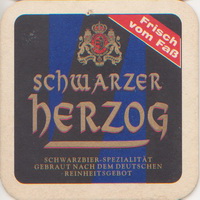 Frisch
vom Faß
SCHWARZER
HERZOG
SCHWARZBIER-SPEZIALITÄT
GEBRAUT NACH DEM DEUTSCHEN
REINHEITSGEBOT